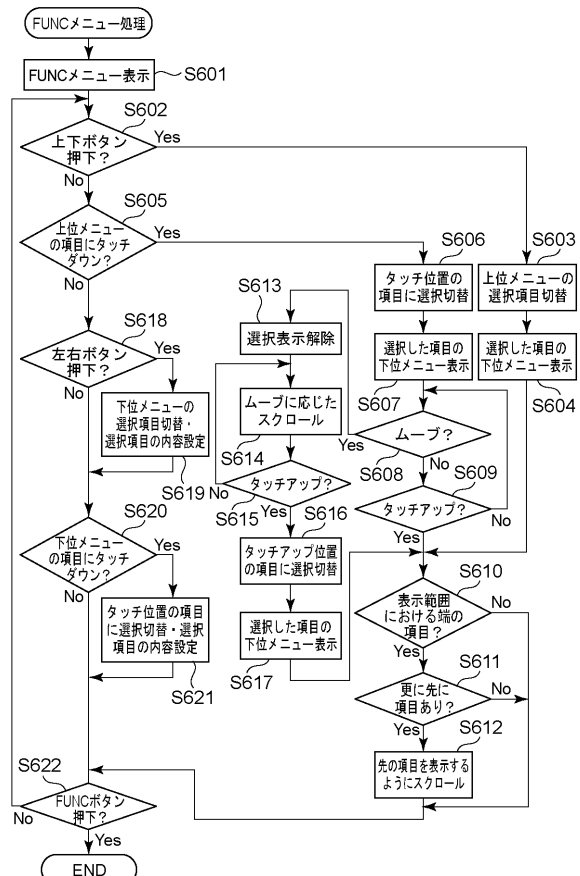 FUNCメニュー処理
FUNCメニュー表示
S601
S602
上下ボタン
押下?
Yes
No
S605
上位メニュー
の項目にタッチ
ダウン?
Yes
No
S606
タッチ位置の
項目に選択切替
S603
上位メニューの
選択項目切替
S613
選択表示解除
S618
左右ボタン
押下?
Yes
No
選択した項目の
下位メニュー表示
S607
選択した項目の
下位メニュー表示
S604
下位メニューの
選択項目切替・
選択項目の内容設定
S619
ムーブに応じた
スクロール
S614
ムーブ?
Yes
S608
No
タッチアップ?
No
S615
Yes
S609
タッチアップ?
Yes
No
S620
下位メニュー
の項目にタッチ
ダウン?
Yes
No
S616
タッチアップ位置
の項目に選択切替
S610
表示範囲
における端の
項目?
No
Yes
タッチ位置の項目
に選択切替・選択
項目の内容設定
S621
選択した項目の
下位メニュー表示
S617
S611
更に先に
項目あり?
No
Yes
S612
先の項目を表示する
ようにスクロール
S622
FUNCボタン
押下?
No
Yes
END